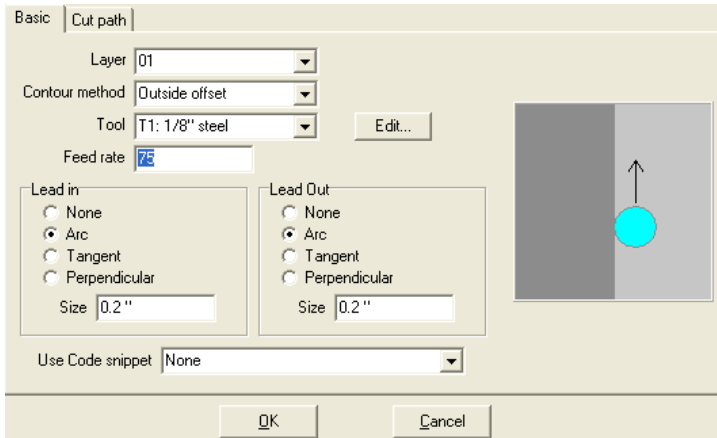 Basic Cut path
Layer 01
Contour method Outside offset
Tool T1: 1/8" steel Edit...
Feed rate 75
Lead in Lead Out
None None
Arc Arc
Tangent Tangent
Perpendicular Perpendicular
Size 0.2 " Size 0.2 "
Use Code snippet None
OK Cancel